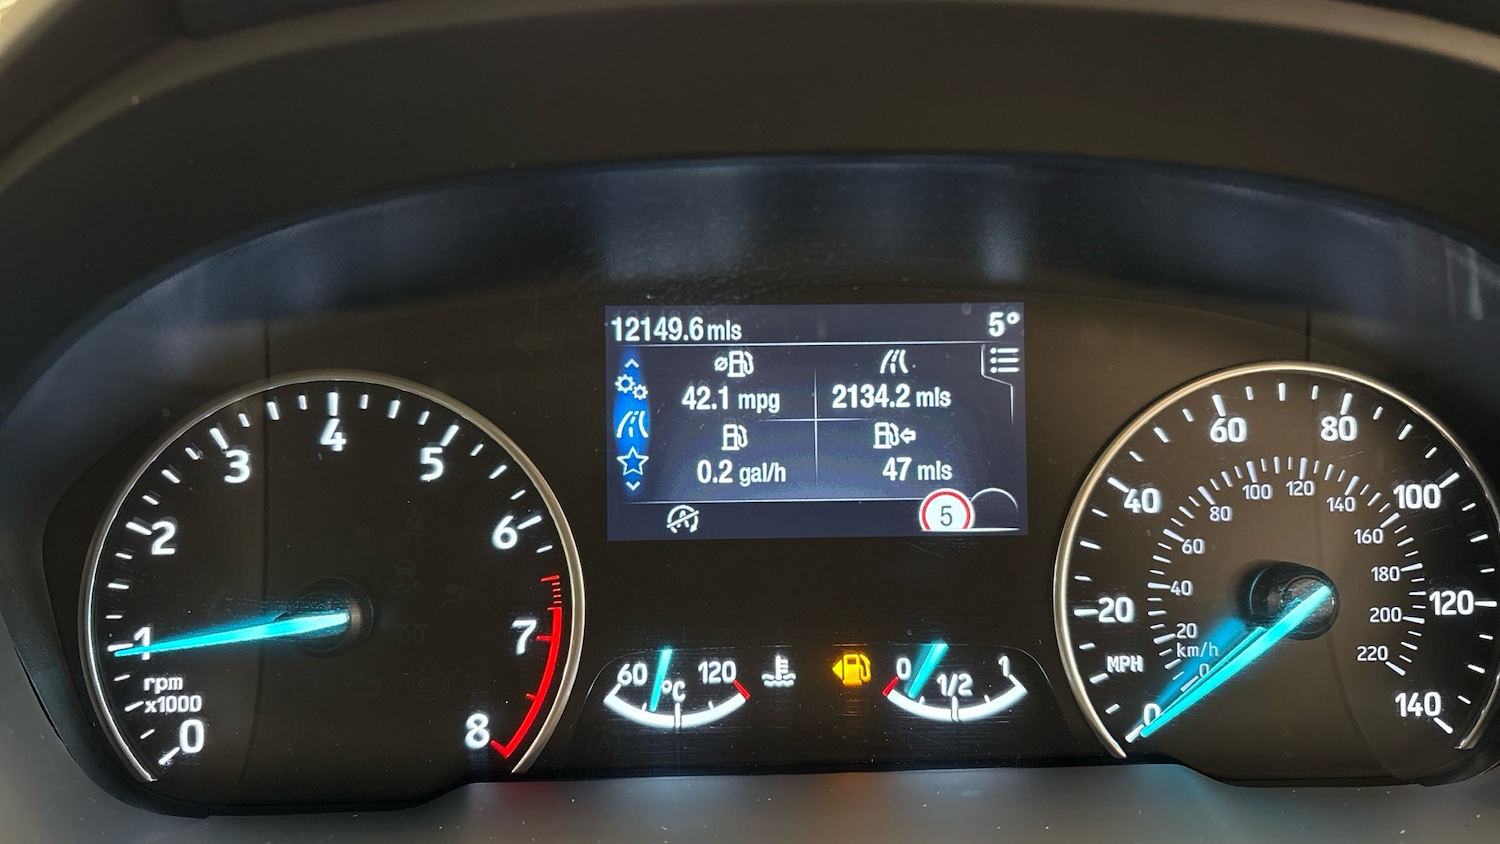 12149.6 mls 5°
42.1 mpg 2134.2 mls
0.2 gal/h 47 mls
5
0 1 2 3 4 5 6 7 8
rpm
x1000
60 120
°C
0 1/2 1
0 20 40 60 80 100 120 140
MPH
0 20 40 60 80 100 120 140 160 180 200 220
km/h